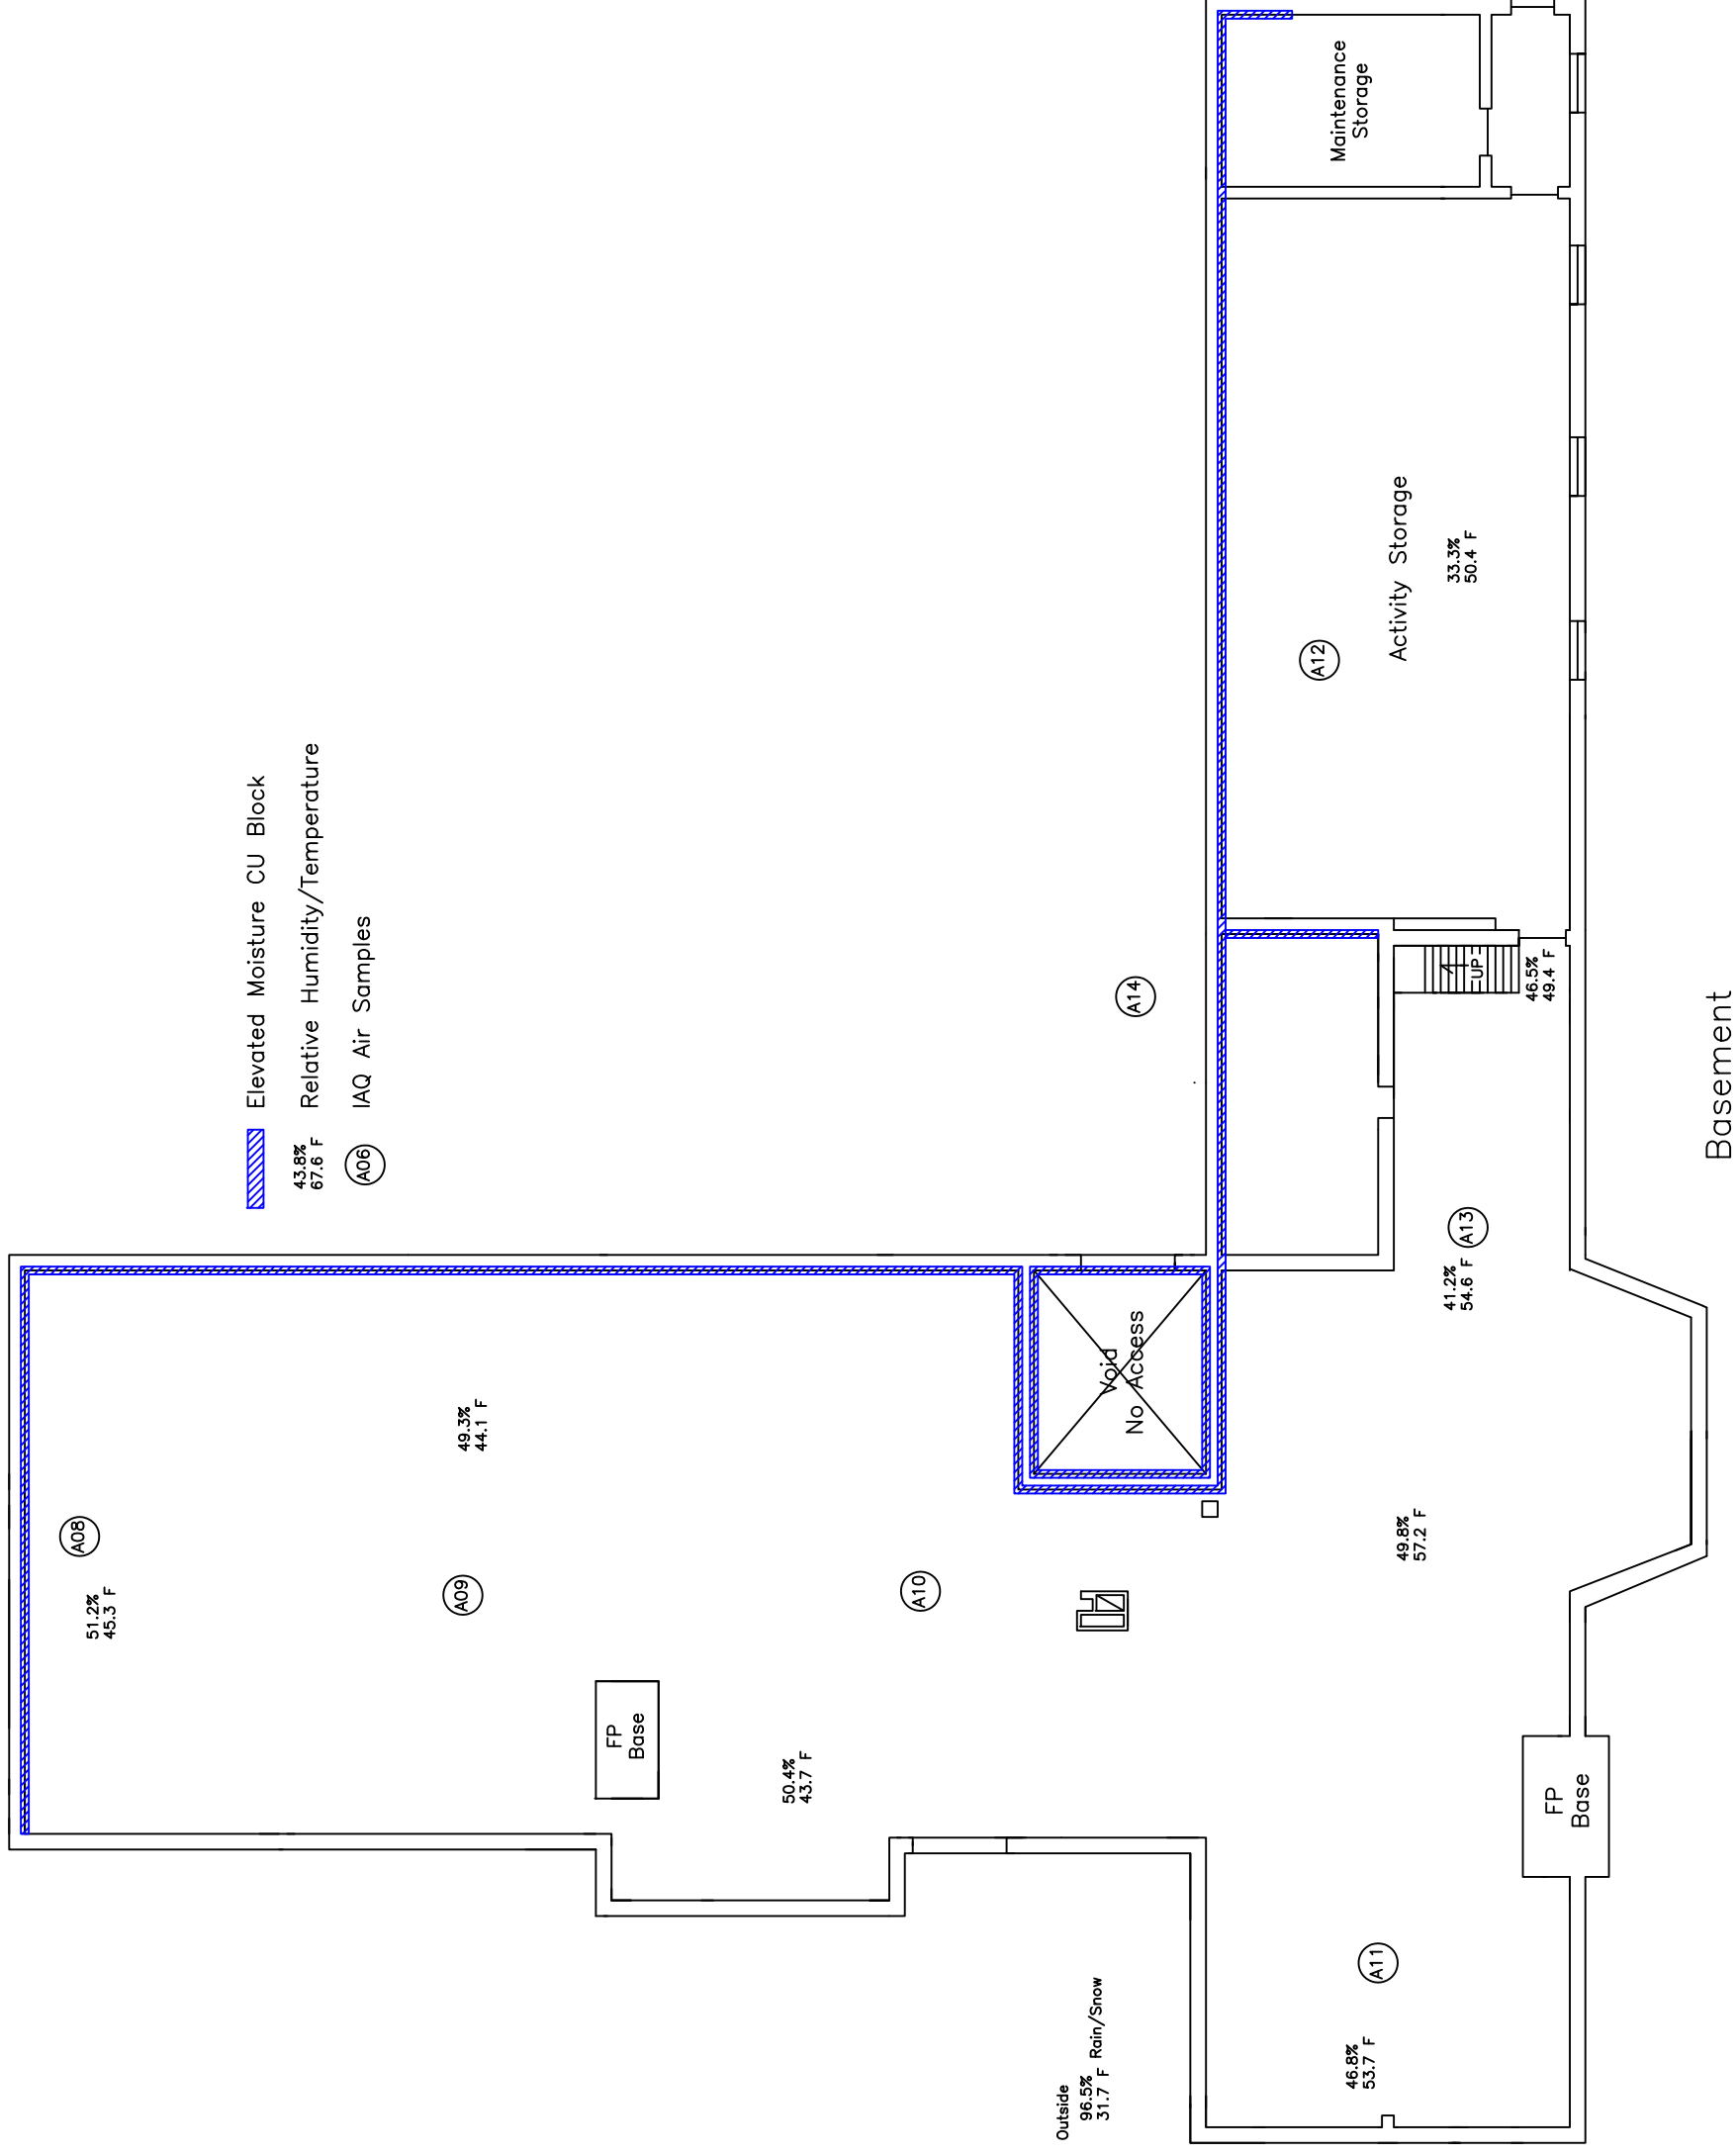 A08
51.2%
45.3 F
Elevated Moisture CU Block
43.8%
67.6 F
Relative Humidity/Temperature
A06
IAQ Air Samples
A09
49.3%
44.1 F
FP
Base
50.4%
43.7 F
A10
Outside
96.5%
31.7 F Rain/Snow
Void
No Access
A14
A12
Maintenance
Storage
46.8%
53.7 F
A11
Activity Storage
49.8%
57.2 F
33.3%
50.4 F
41.2%
54.6 F
A13
UP
46.5%
49.4 F
FP
Base
Basement